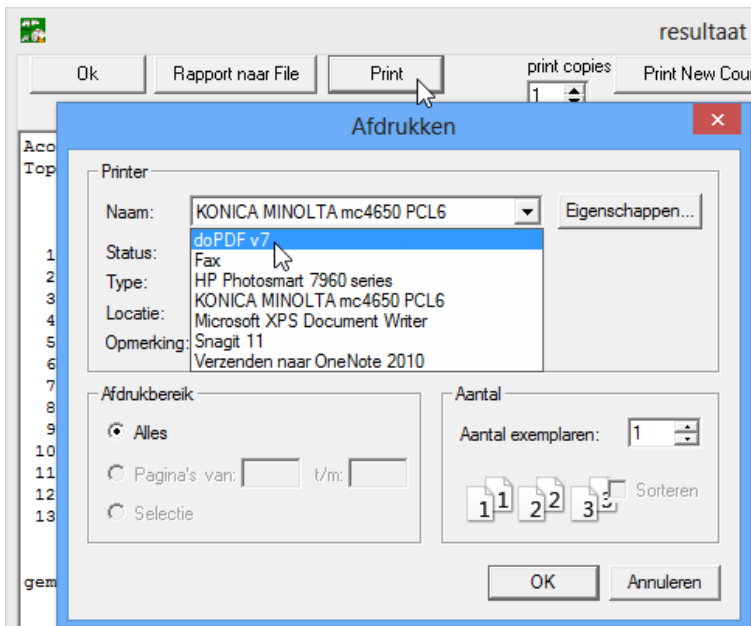 resultaat
Ok Rapport naar File Print print copies Print New Cou
1
Afdrukken
Aco
Top
Printer
Naam: KONICA MINOLTA mc4650 PCL6 Eigenschappen...
doPDF v7
1 Status: Fax
2 Type: HP Photosmart 7960 series
3 KONICA MINOLTA mc4650 PCL6
4 Locatie: Microsoft XPS Document Writer
5 Opmerking: Snagit 11
6 Verzenden naar OneNote 2010
7 Afdrukbereik Aantal
8
9 Alles Aantal exemplaren: 1
10
11 Pagina's van: t/m: Sorteren
12 1 1 2 2 3 3
13 Selectie
gem OK Annuleren